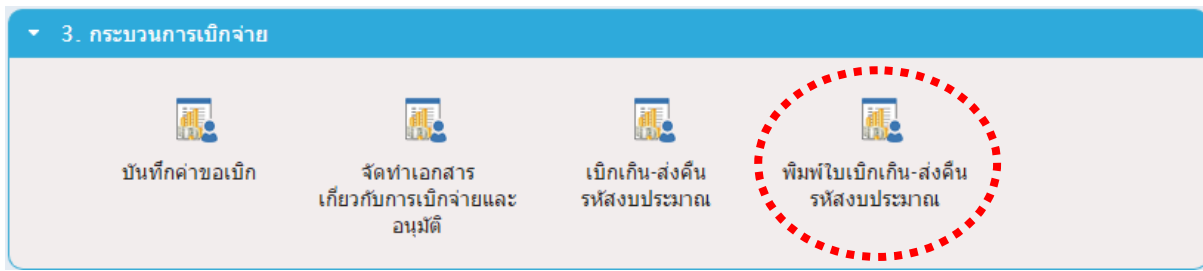 3. กระบวนการเบิกจ่าย
บันทึกคำขอเบิก
จัดทำเอกสาร
เกี่ยวกับการเบิกจ่ายและ
อนุมัติ
เบิกเกิน-ส่งคืน
รหัสงบประมาณ
พิมพ์ใบเบิกเกิน-ส่งคืน
รหัสงบประมาณ